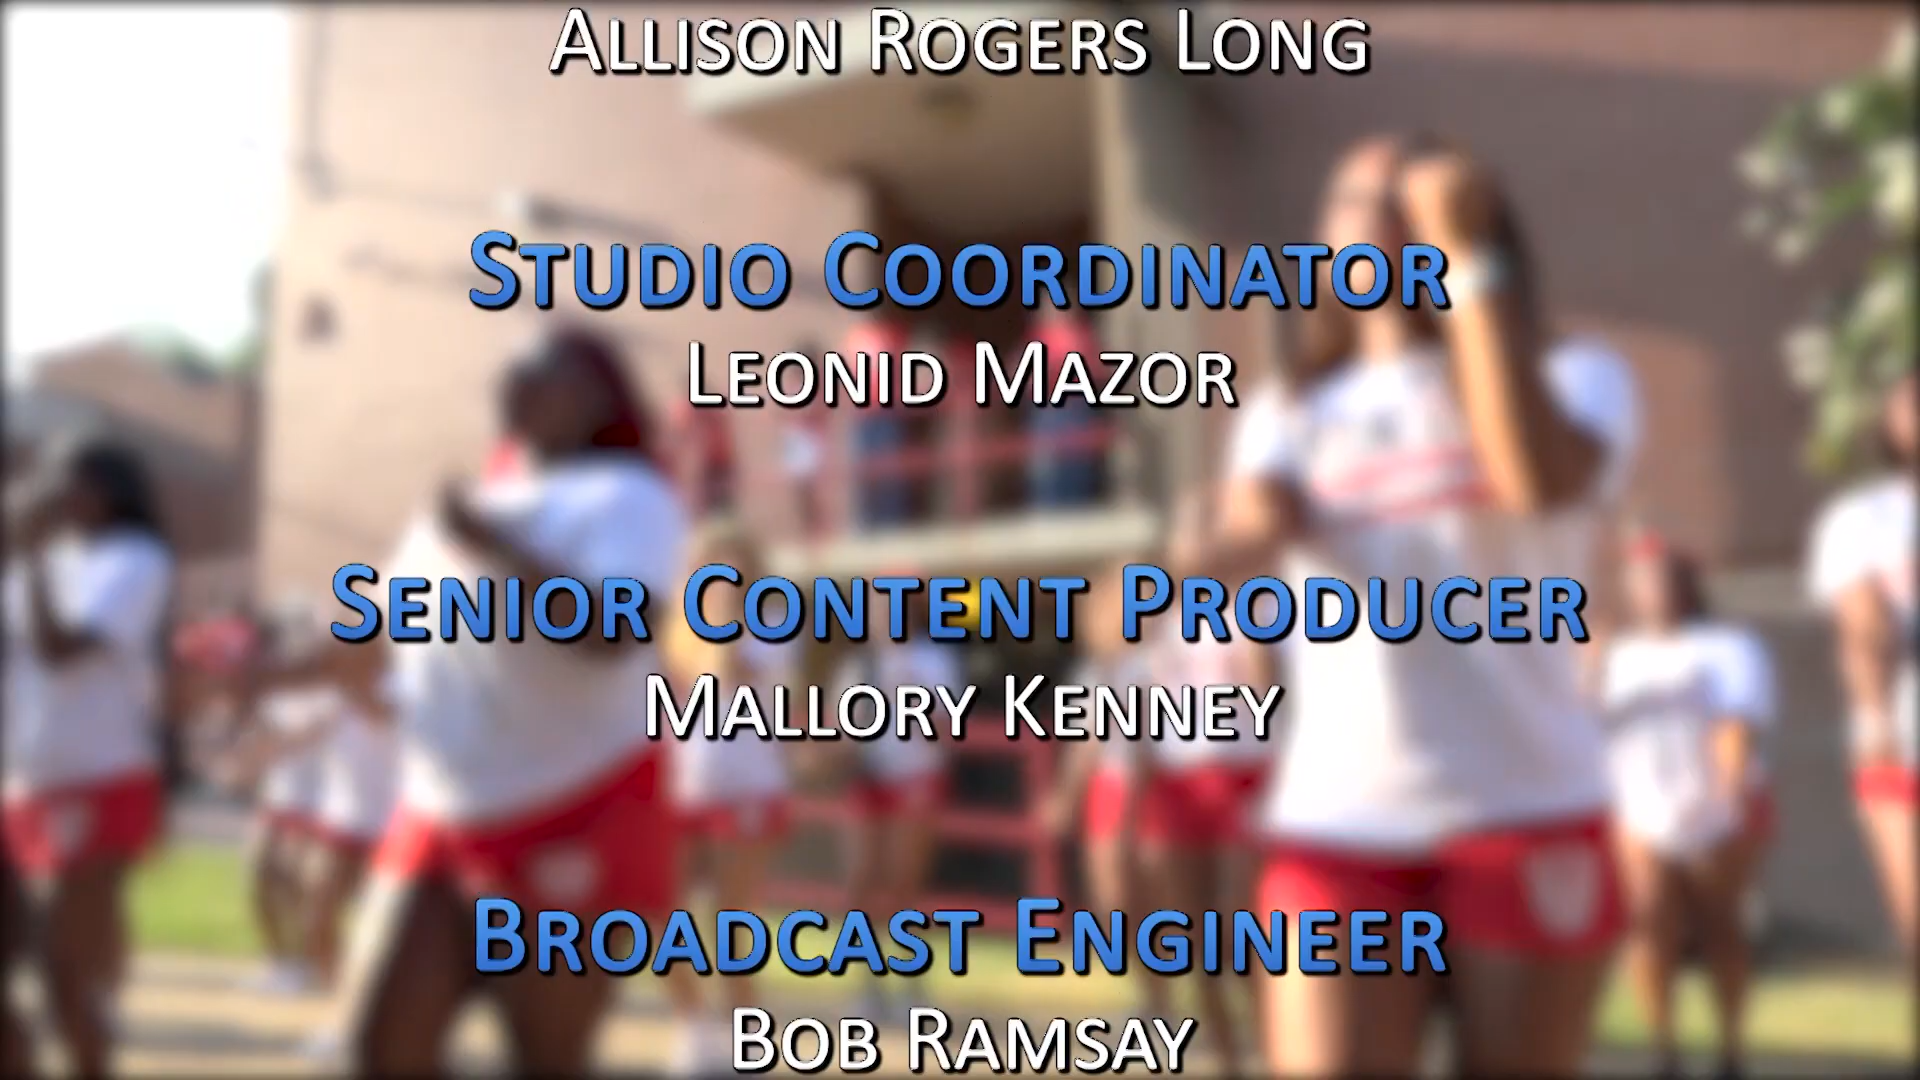 Allison Rogers Long
Studio Coordinator
Leonid Mazor
Senior Content Producer
Mallory Kenney
Broadcast Engineer
Bob Ramsay